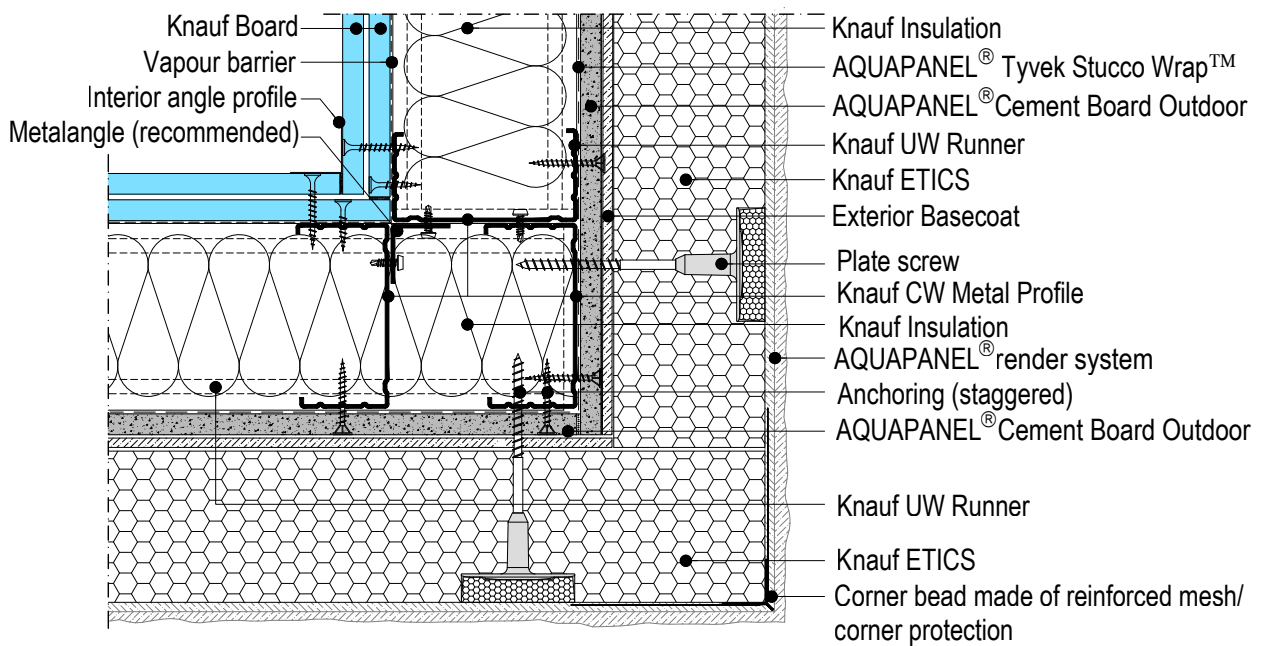 Knauf Board
Vapour barrier
Interior angle profile
Metalangle (recommended)
Knauf Insulation
AQUAPANEL® Tyvek Stucco Wrap™
AQUAPANEL®Cement Board Outdoor
Knauf UW Runner
Knauf ETICS
Exterior Basecoat
Plate screw
Knauf CW Metal Profile
Knauf Insulation
AQUAPANEL®render system
Anchoring (staggered)
AQUAPANEL®Cement Board Outdoor
Knauf UW Runner
Knauf ETICS
Corner bead made of reinforced mesh/
corner protection